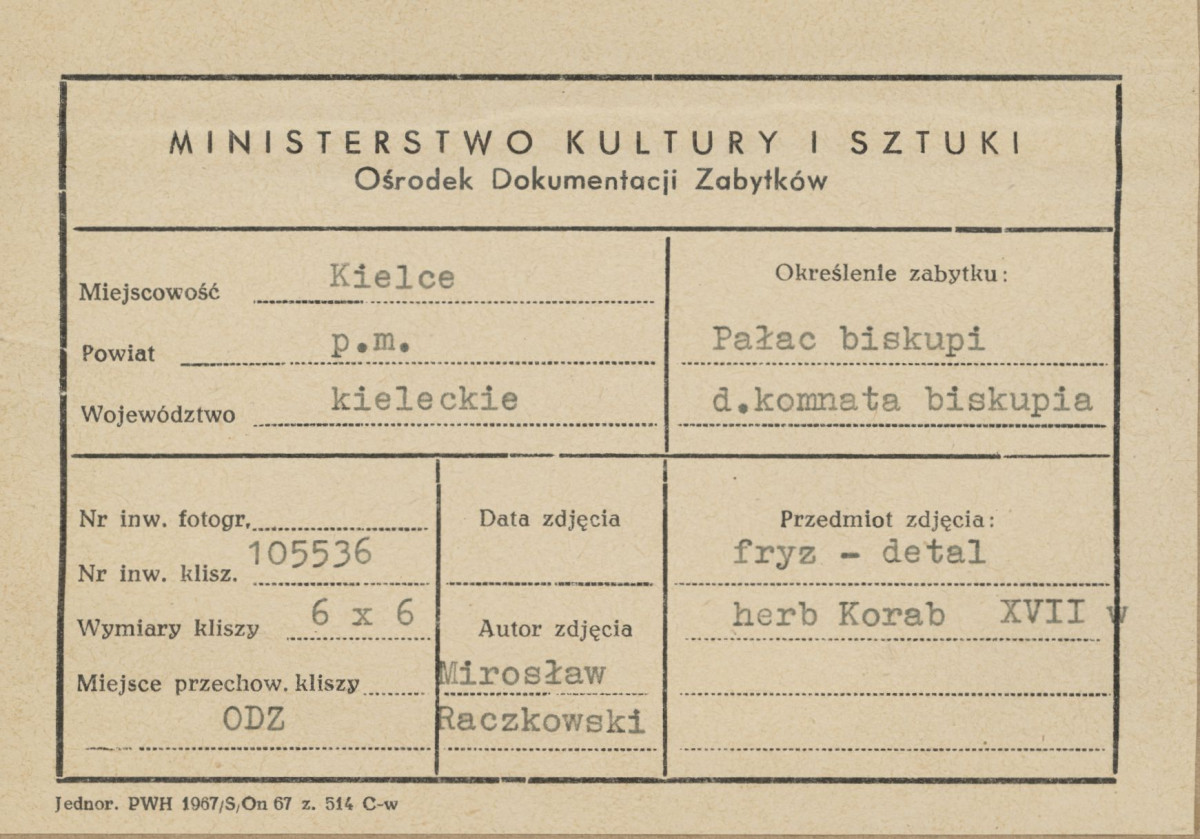 MINISTERSTWO KULTURY I SZTUKI
Ośrodek Dokumentacji Zabytków
Miejscowość Kielce
Powiat p.m.
Województwo kieleckie
Określenie zabytku:
Pałac biskupi
d.komnata biskupia
Nr inw. fotogr.
Nr inw. klisz. 105536
Wymiary kliszy 6 x 6
Miejsce przechow. kliszy
ODZ
Data zdjęcia
Autor zdjęcia
Mirosław
Raczkowski
Przedmiot zdjęcia:
fryz - detal
herb Korab XVII w
Jednor. PWH 1967/S/On 67 z. 514 C-w